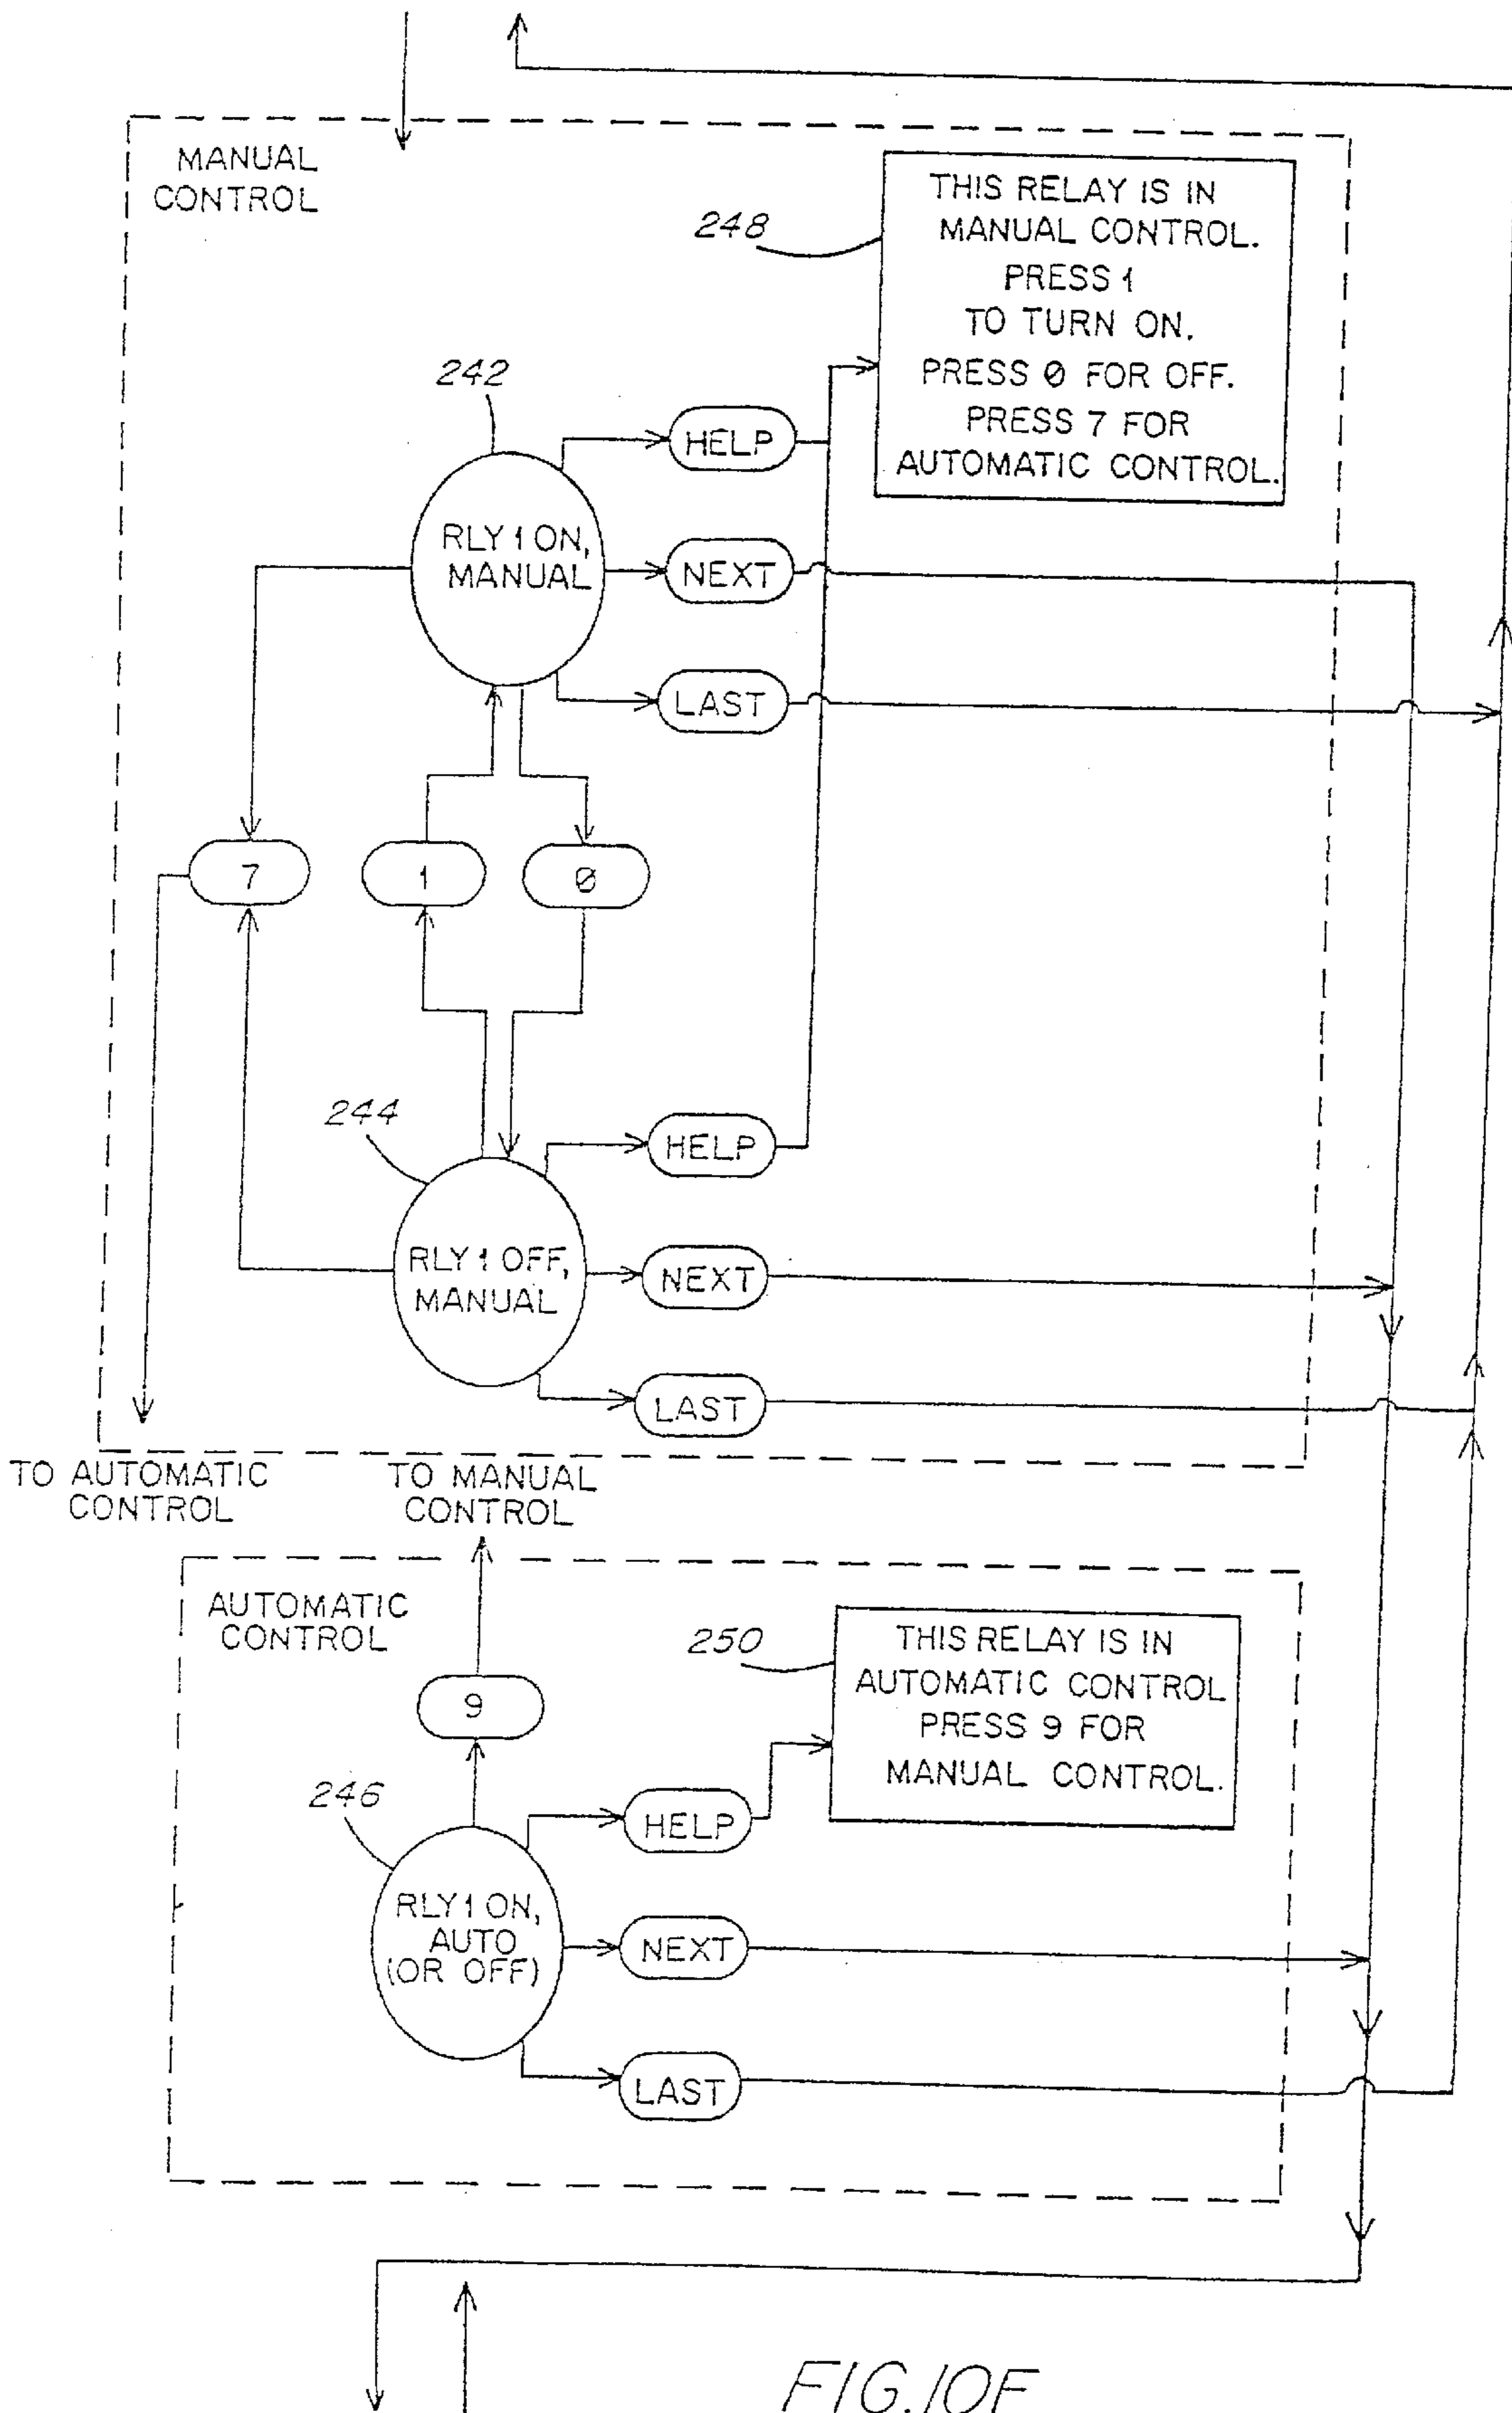 MANUAL
CONTROL
248
THIS RELAY IS IN
MANUAL CONTROL.
PRESS 1
TO TURN ON.
PRESS 0 FOR OFF.
PRESS 7 FOR
AUTOMATIC CONTROL.
242
RLY 1 ON,
MANUAL
HELP
NEXT
LAST
7
1
0
244
RLY 1 OFF,
MANUAL
HELP
NEXT
LAST
TO AUTOMATIC
CONTROL
TO MANUAL
CONTROL
AUTOMATIC
CONTROL
9
250
THIS RELAY IS IN
AUTOMATIC CONTROL
PRESS 9 FOR
MANUAL CONTROL.
246
RLY 1 ON,
AUTO
(OR OFF)
HELP
NEXT
LAST
FIG. 10F